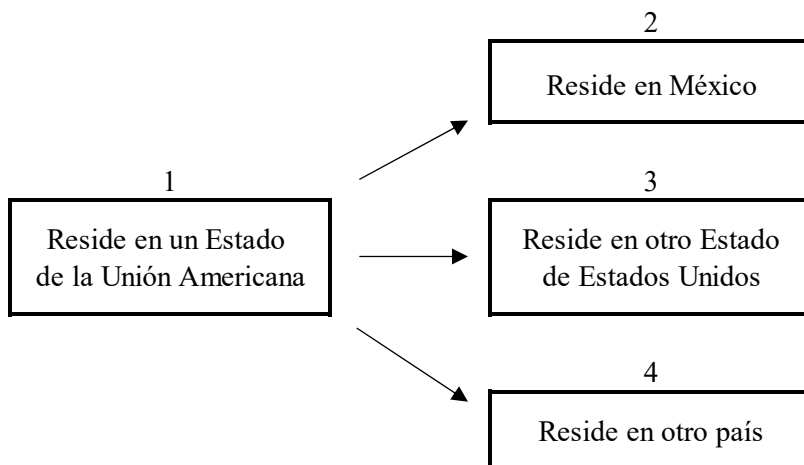 2
Reside en México
1
Reside en un Estado
de la Unión Americana
3
Reside en otro Estado
de Estados Unidos
4
Reside en otro país